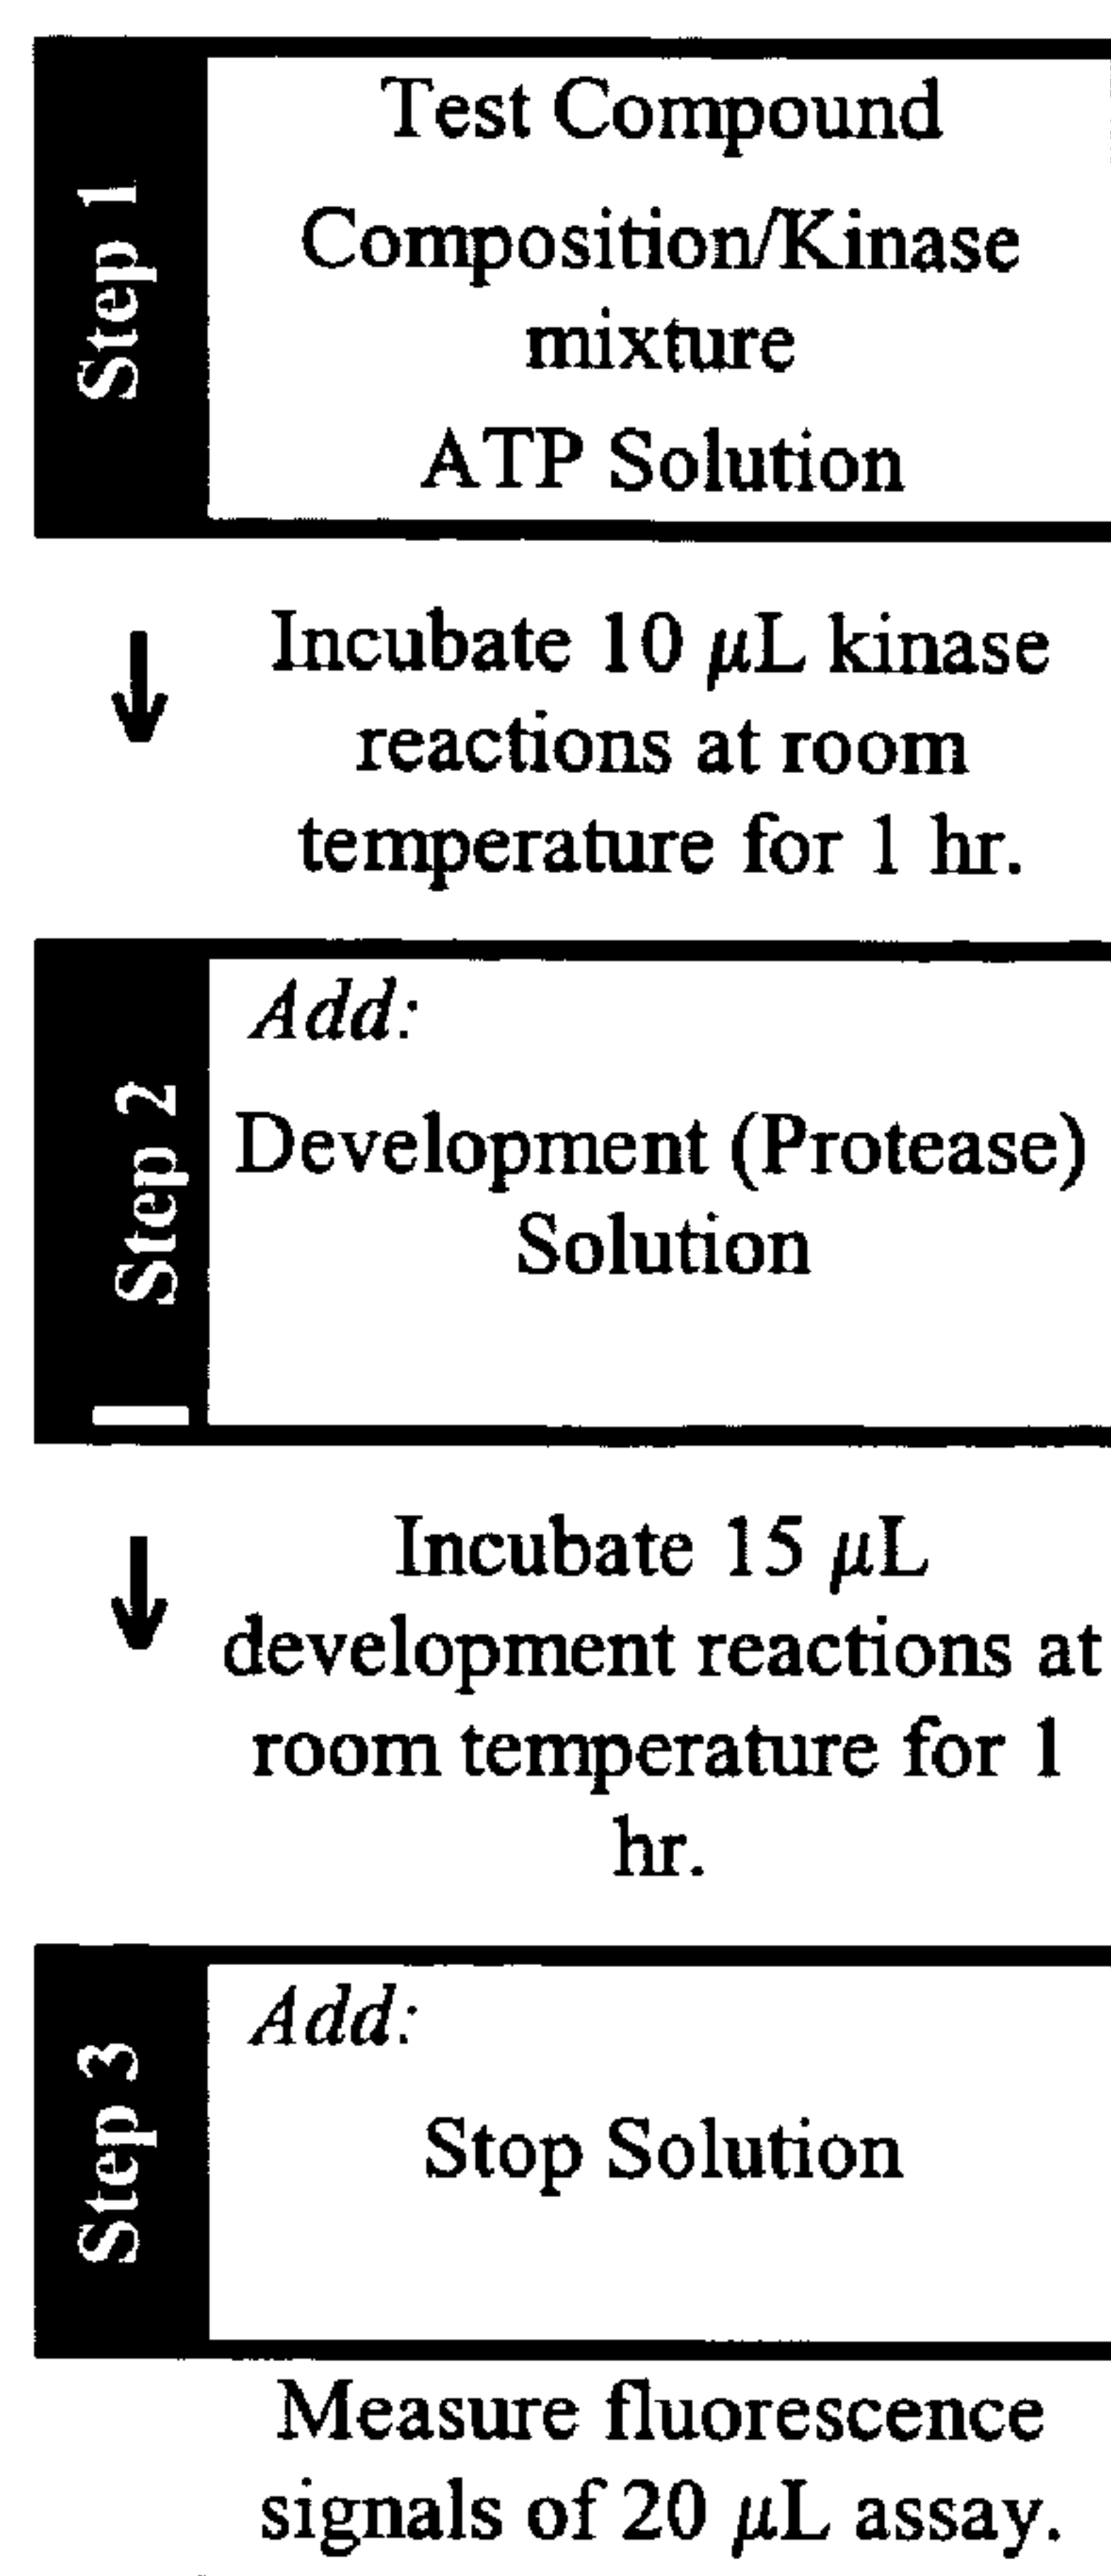 Step 1
Test Compound
Composition/Kinase
mixture
ATP Solution
Incubate 10 μL kinase
reactions at room
temperature for 1 hr.
Step 2
Add:
Development (Protease)
Solution
Incubate 15 μL
development reactions at
room temperature for 1
hr.
Step 3
Add:
Stop Solution
Measure fluorescence
signals of 20 μL assay.